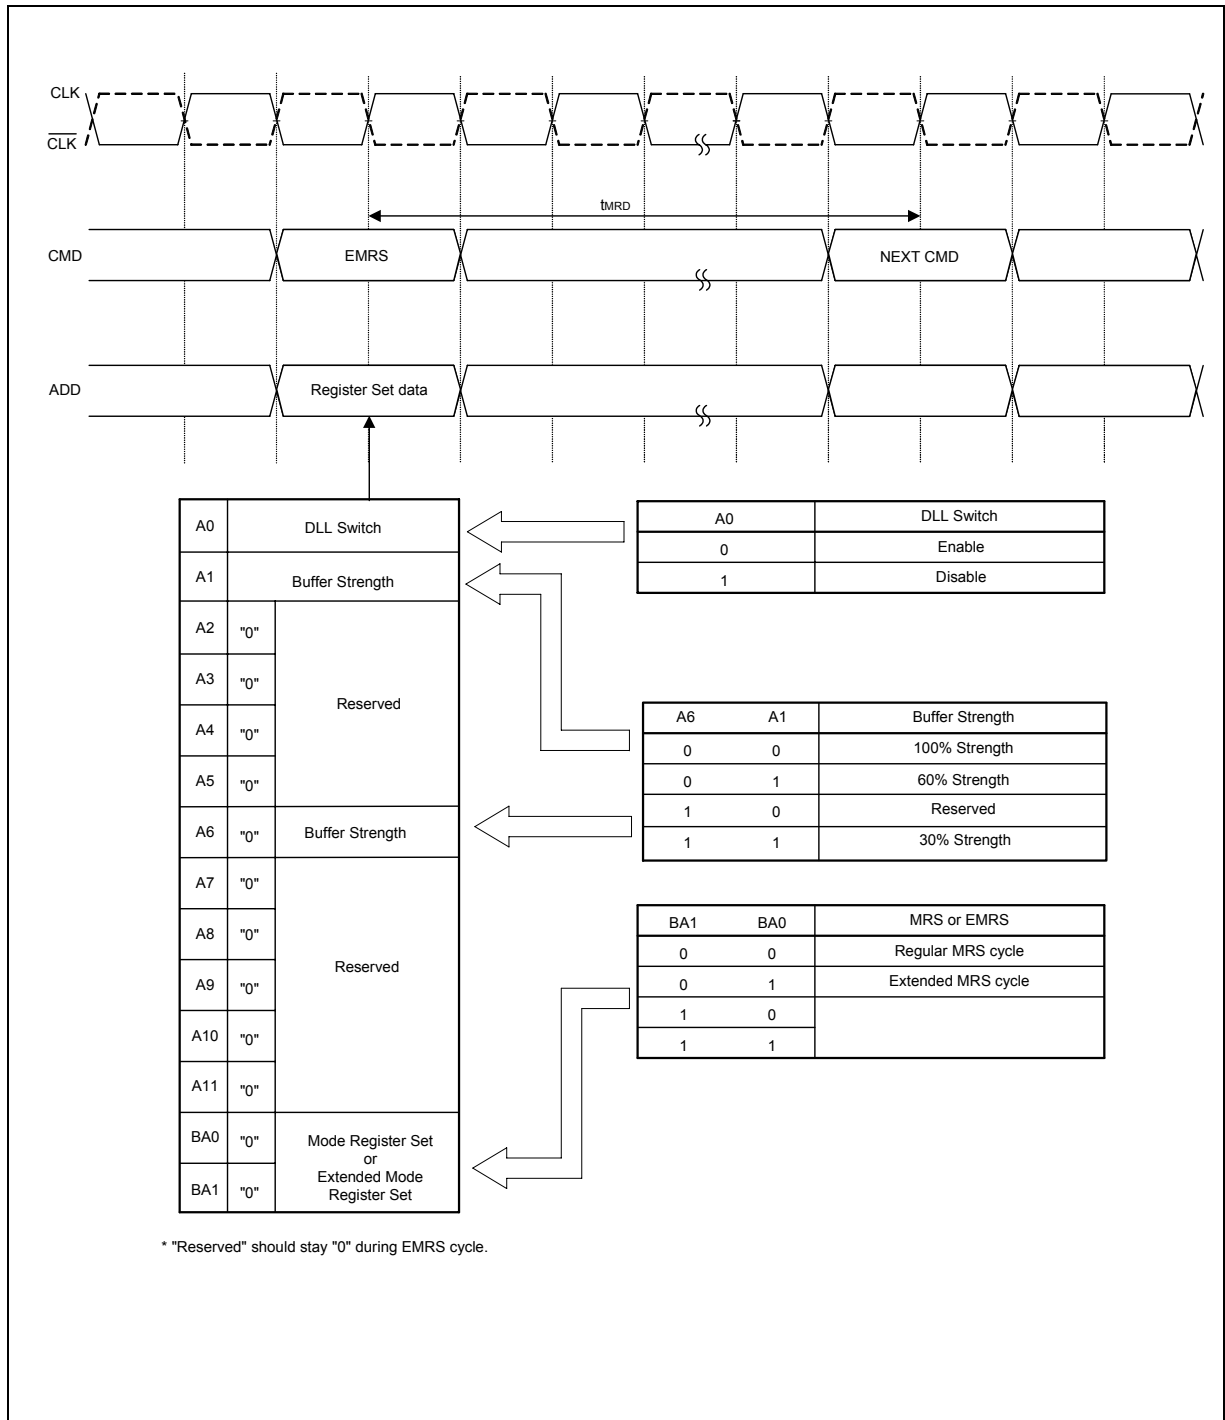 CLK
CLK
tMRD
CMD
EMRS
NEXT CMD
ADD
Register Set data
A0 DLL Switch
A1 Buffer Strength
A2 "0"
A3 "0"
Reserved
A4 "0"
A5 "0"
A6 "0" Buffer Strength
A7 "0"
A8 "0"
Reserved
A9 "0"
A10 "0"
A11 "0"
BA0 "0"
BA1 "0"
Mode Register Set
or
Extended Mode
Register Set
A0 DLL Switch
0 Enable
1 Disable
A6 A1 Buffer Strength
0 0 100% Strength
0 1 60% Strength
1 0 Reserved
1 1 30% Strength
BA1 BA0 MRS or EMRS
0 0 Regular MRS cycle
0 1 Extended MRS cycle
1 0
1 1
* "Reserved" should stay "0" during EMRS cycle.